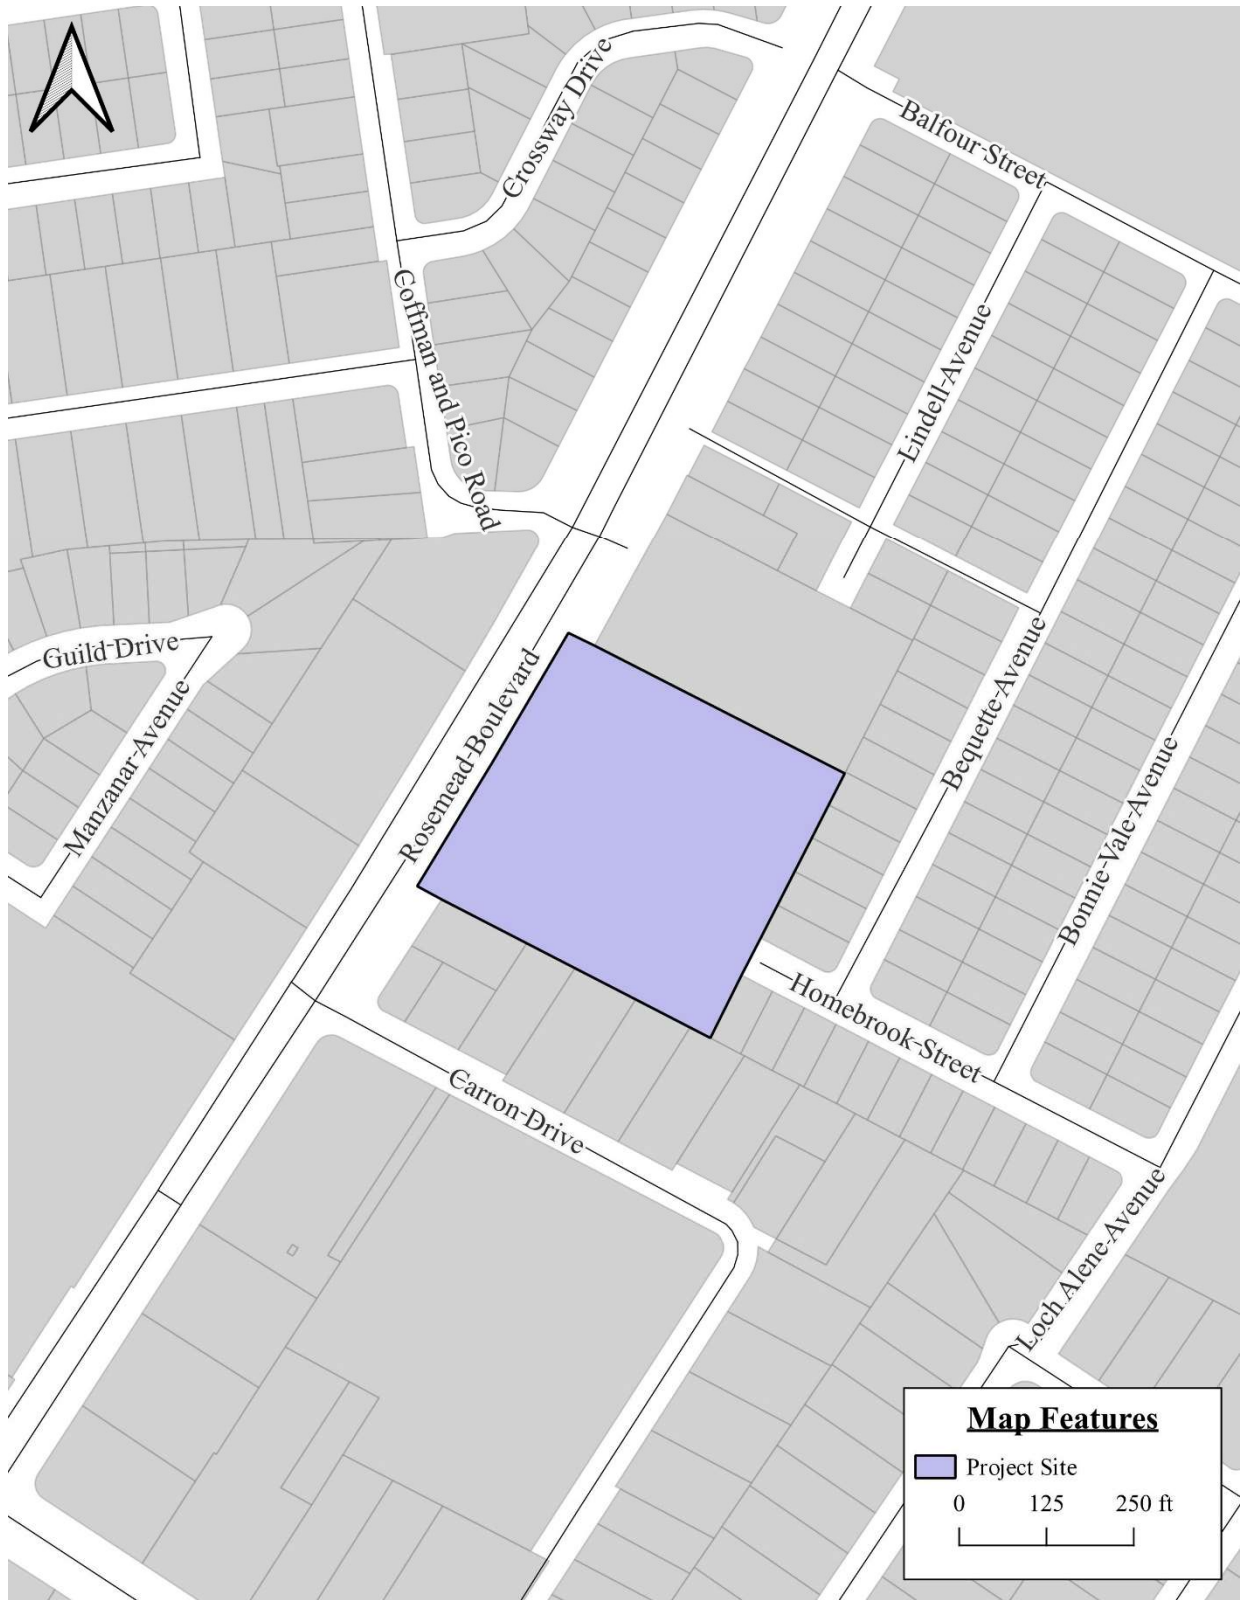 Crossway Drive
Balfour Street
Coffman and Pico Road
Lindell Avenue
Guild Drive
Manzanar Avenue
Rosemead Boulevard
Bequette Avenue
Bonnie Vale Avenue
Homebrook Street
Carron Drive
Loch Alene Avenue
Map Features
Project Site
0 125 250 ft